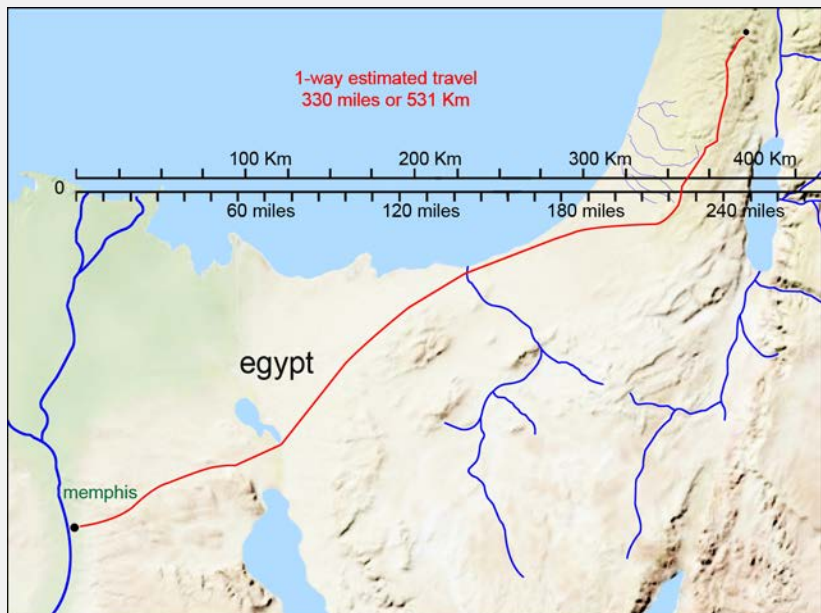 1-way estimated travel
330 miles or 531 Km
100 Km 200 Km 300 Km 400 Km
0
60 miles 120 miles 180 miles 240 miles
egypt
memphis